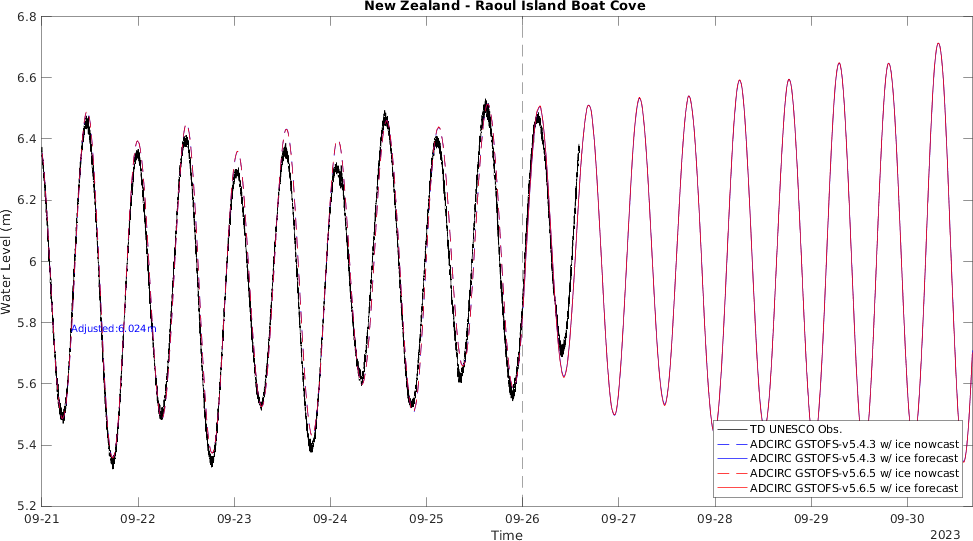 New Zealand - Raoul Island Boat Cove
Water Level (m)
6.8
6.6
6.4
6.2
6
5.8
5.6
5.4
5.2
Adjusted:6.024m
TD UNESCO Obs.
ADCIRC GSTOFS-v5.4.3 w/ ice nowcast
ADCIRC GSTOFS-v5.4.3 w/ ice forecast
ADCIRC GSTOFS-v5.6.5 w/ ice nowcast
ADCIRC GSTOFS-v5.6.5 w/ ice forecast
09-21 09-22 09-23 09-24 09-25 09-26 09-27 09-28 09-29 09-30
Time
2023